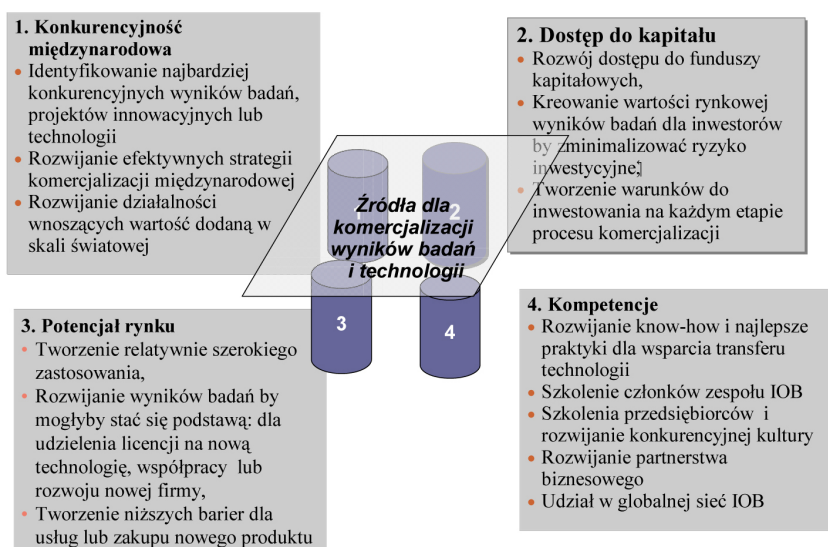 1. Konkurencyjność
międzynarodowa
• Identyfikowanie najbardziej
konkurencyjnych wyników badań,
projektów innowacyjnych lub
technologii
• Rozwijanie efektywnych strategii
komercjalizacji międzynarodowej
• Rozwijanie działalności
wnoszących wartość dodaną w
skali światowej
2. Dostęp do kapitału
• Rozwój dostępu do funduszy
kapitałowych,
• Kreowanie wartości rynkowej
wyników badań dla inwestorów
by zminimalizować ryzyko
inwestycyjne,
• Tworzenie warunków do
inwestowania na każdym etapie
procesu komercjalizacji
1
2
Źródła dla
komercjalizacji
wyników badań
i technologii
3
4
3. Potencjał rynku
• Tworzenie relatywnie szerokiego
zastosowania,
• Rozwijanie wyników badań by
mogłyby stać się podstawą: dla
udzielenia licencji na nową
technologię, współpracy lub
rozwoju nowej firmy,
• Tworzenie niższych barier dla
usług lub zakupu nowego produktu
4. Kompetencje
• Rozwijanie know-how i najlepsze
praktyki dla wsparcia transferu
technologii
• Szkolenie członków zespołu IOB
• Szkolenia przedsiębiorców i
rozwijanie konkurencyjnej kultury
• Rozwijanie partnerstwa
biznesowego
• Udział w globalnej sieć IOB